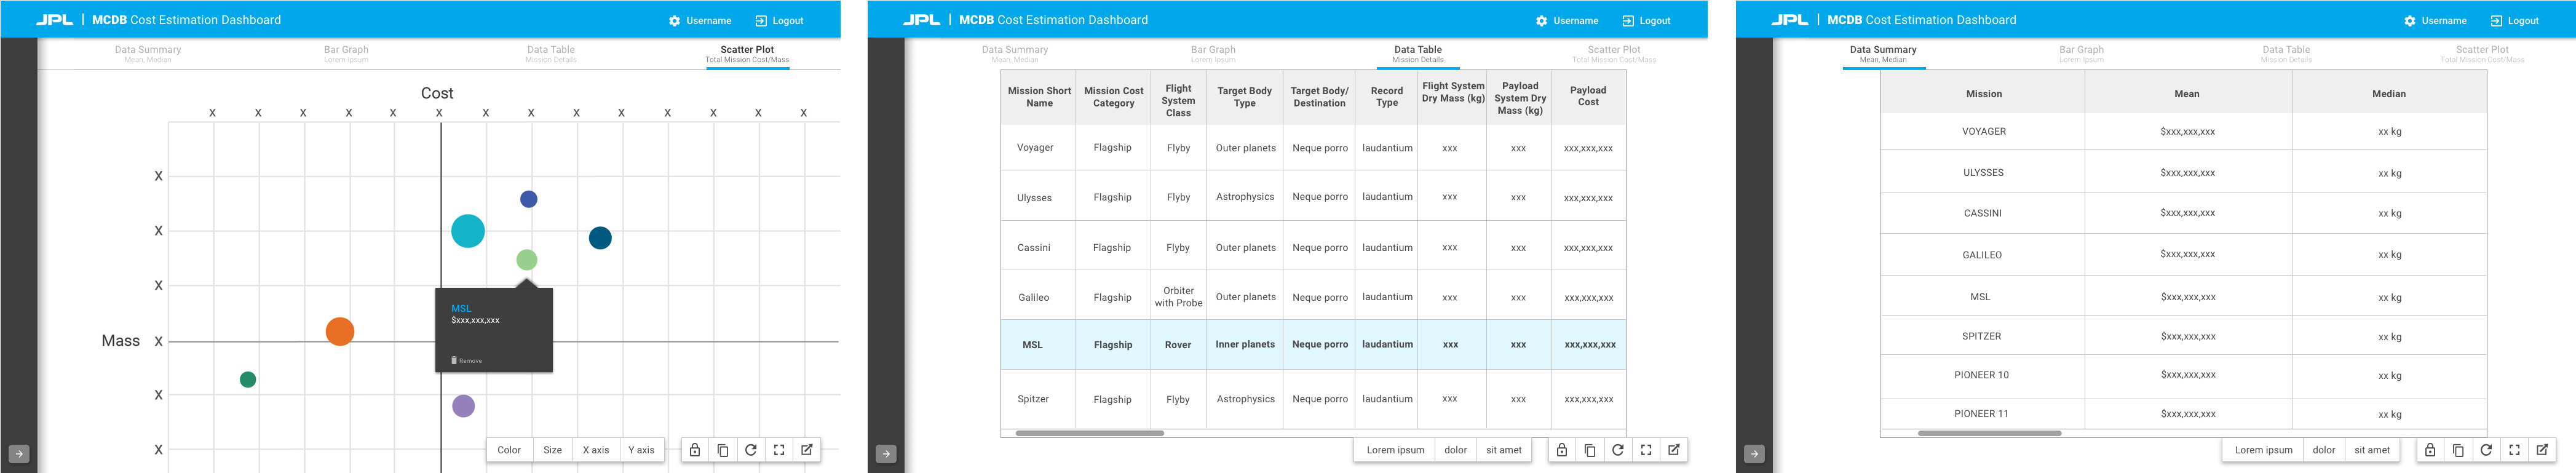 JPL | MCDB Cost Estimation Dashboard
Username
Logout
Data Summary
Mean, Median
Bar Graph
Lorem Ipsum
Data Table
Mission Details
Scatter Plot
Total Mission Cost/Mass
Cost
X X X X X X X X X X X X X X
X
X
X
Mass X
X
X
MSL
$xxx,xxx,xxx
Remove
Color Size X axis Y axis
JPL | MCDB Cost Estimation Dashboard
Username
Logout
Data Summary
Mean, Median
Bar Graph
Lorem Ipsum
Data Table
Mission Details
Scatter Plot
Total Mission Cost/Mass
Mission Short Name
Mission Cost Category
Flight System Class
Target Body Type
Target Body/ Destination
Record Type
Flight System Dry Mass (kg)
Payload System Dry Mass (kg)
Payload Cost
Voyager Flagship Flyby Outer planets Neque porro laudantium xxx xxx xxx,xxx,xxx
Ulysses Flagship Flyby Astrophysics Neque porro laudantium xxx xxx xxx,xxx,xxx
Cassini Flagship Flyby Outer planets Neque porro laudantium xxx xxx xxx,xxx,xxx
Galileo Flagship Orbiter with Probe Outer planets Neque porro laudantium xxx xxx xxx,xxx,xxx
MSL Flagship Rover Inner planets Neque porro laudantium xxx xxx xxx,xxx,xxx
Spitzer Flagship Flyby Astrophysics Neque porro laudantium xxx xxx xxx,xxx,xxx
Lorem ipsum dolor sit amet
JPL | MCDB Cost Estimation Dashboard
Username
Logout
Data Summary
Mean, Median
Bar Graph
Lorem Ipsum
Data Table
Mission Details
Scatter Plot
Total Mission Cost/Mass
Mission Mean Median
VOYAGER $xxx,xxx,xxx xx kg
ULYSSES $xxx,xxx,xxx xx kg
CASSINI $xxx,xxx,xxx xx kg
GALILEO $xxx,xxx,xxx xx kg
MSL $xxx,xxx,xxx xx kg
SPITZER $xxx,xxx,xxx xx kg
PIONEER 10 $xxx,xxx,xxx xx kg
PIONEER 11 $xxx,xxx,xxx xx kg
Lorem ipsum dolor sit amet